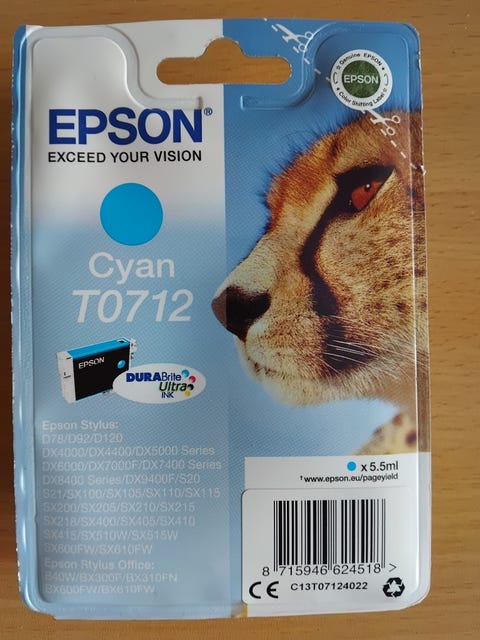 Genuine EPSON
EPSON
Color Shifting Label
EPSON®
EXCEED YOUR VISION
Cyan
T0712
EPSON
DURABrite
Ultra
INK
Epson Stylus:
D78/D92/D120
DX4000/DX4400/DX5000 Series
DX6000/DX7000F/DX7400 Series
DX8400 Series/DX9400F/S20
S21/SX100/SX105/SX110/SX115
SX200/SX205/SX210/SX215
SX218/SX400/SX405/SX410
SX415/SX510W/SX515W
SX600FW/SX610FW
Epson Stylus Office:
B40W/BX300F/BX310FN
BX600FW/BX610FW
x 5.5ml
†www.epson.eu/pageyield
8 715946 624518 >
CE C13T07124022